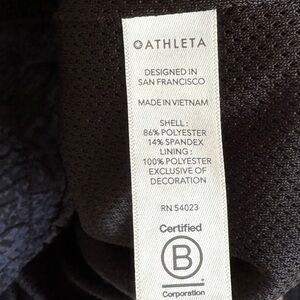 ATHLETA
DESIGNED IN
SAN FRANCISCO
MADE IN VIETNAM
SHELL :
86% POLYESTER
14% SPANDEX
LINING :
100% POLYESTER
EXCLUSIVE OF
DECORATION
RN 54023
Certified
B
Corporation